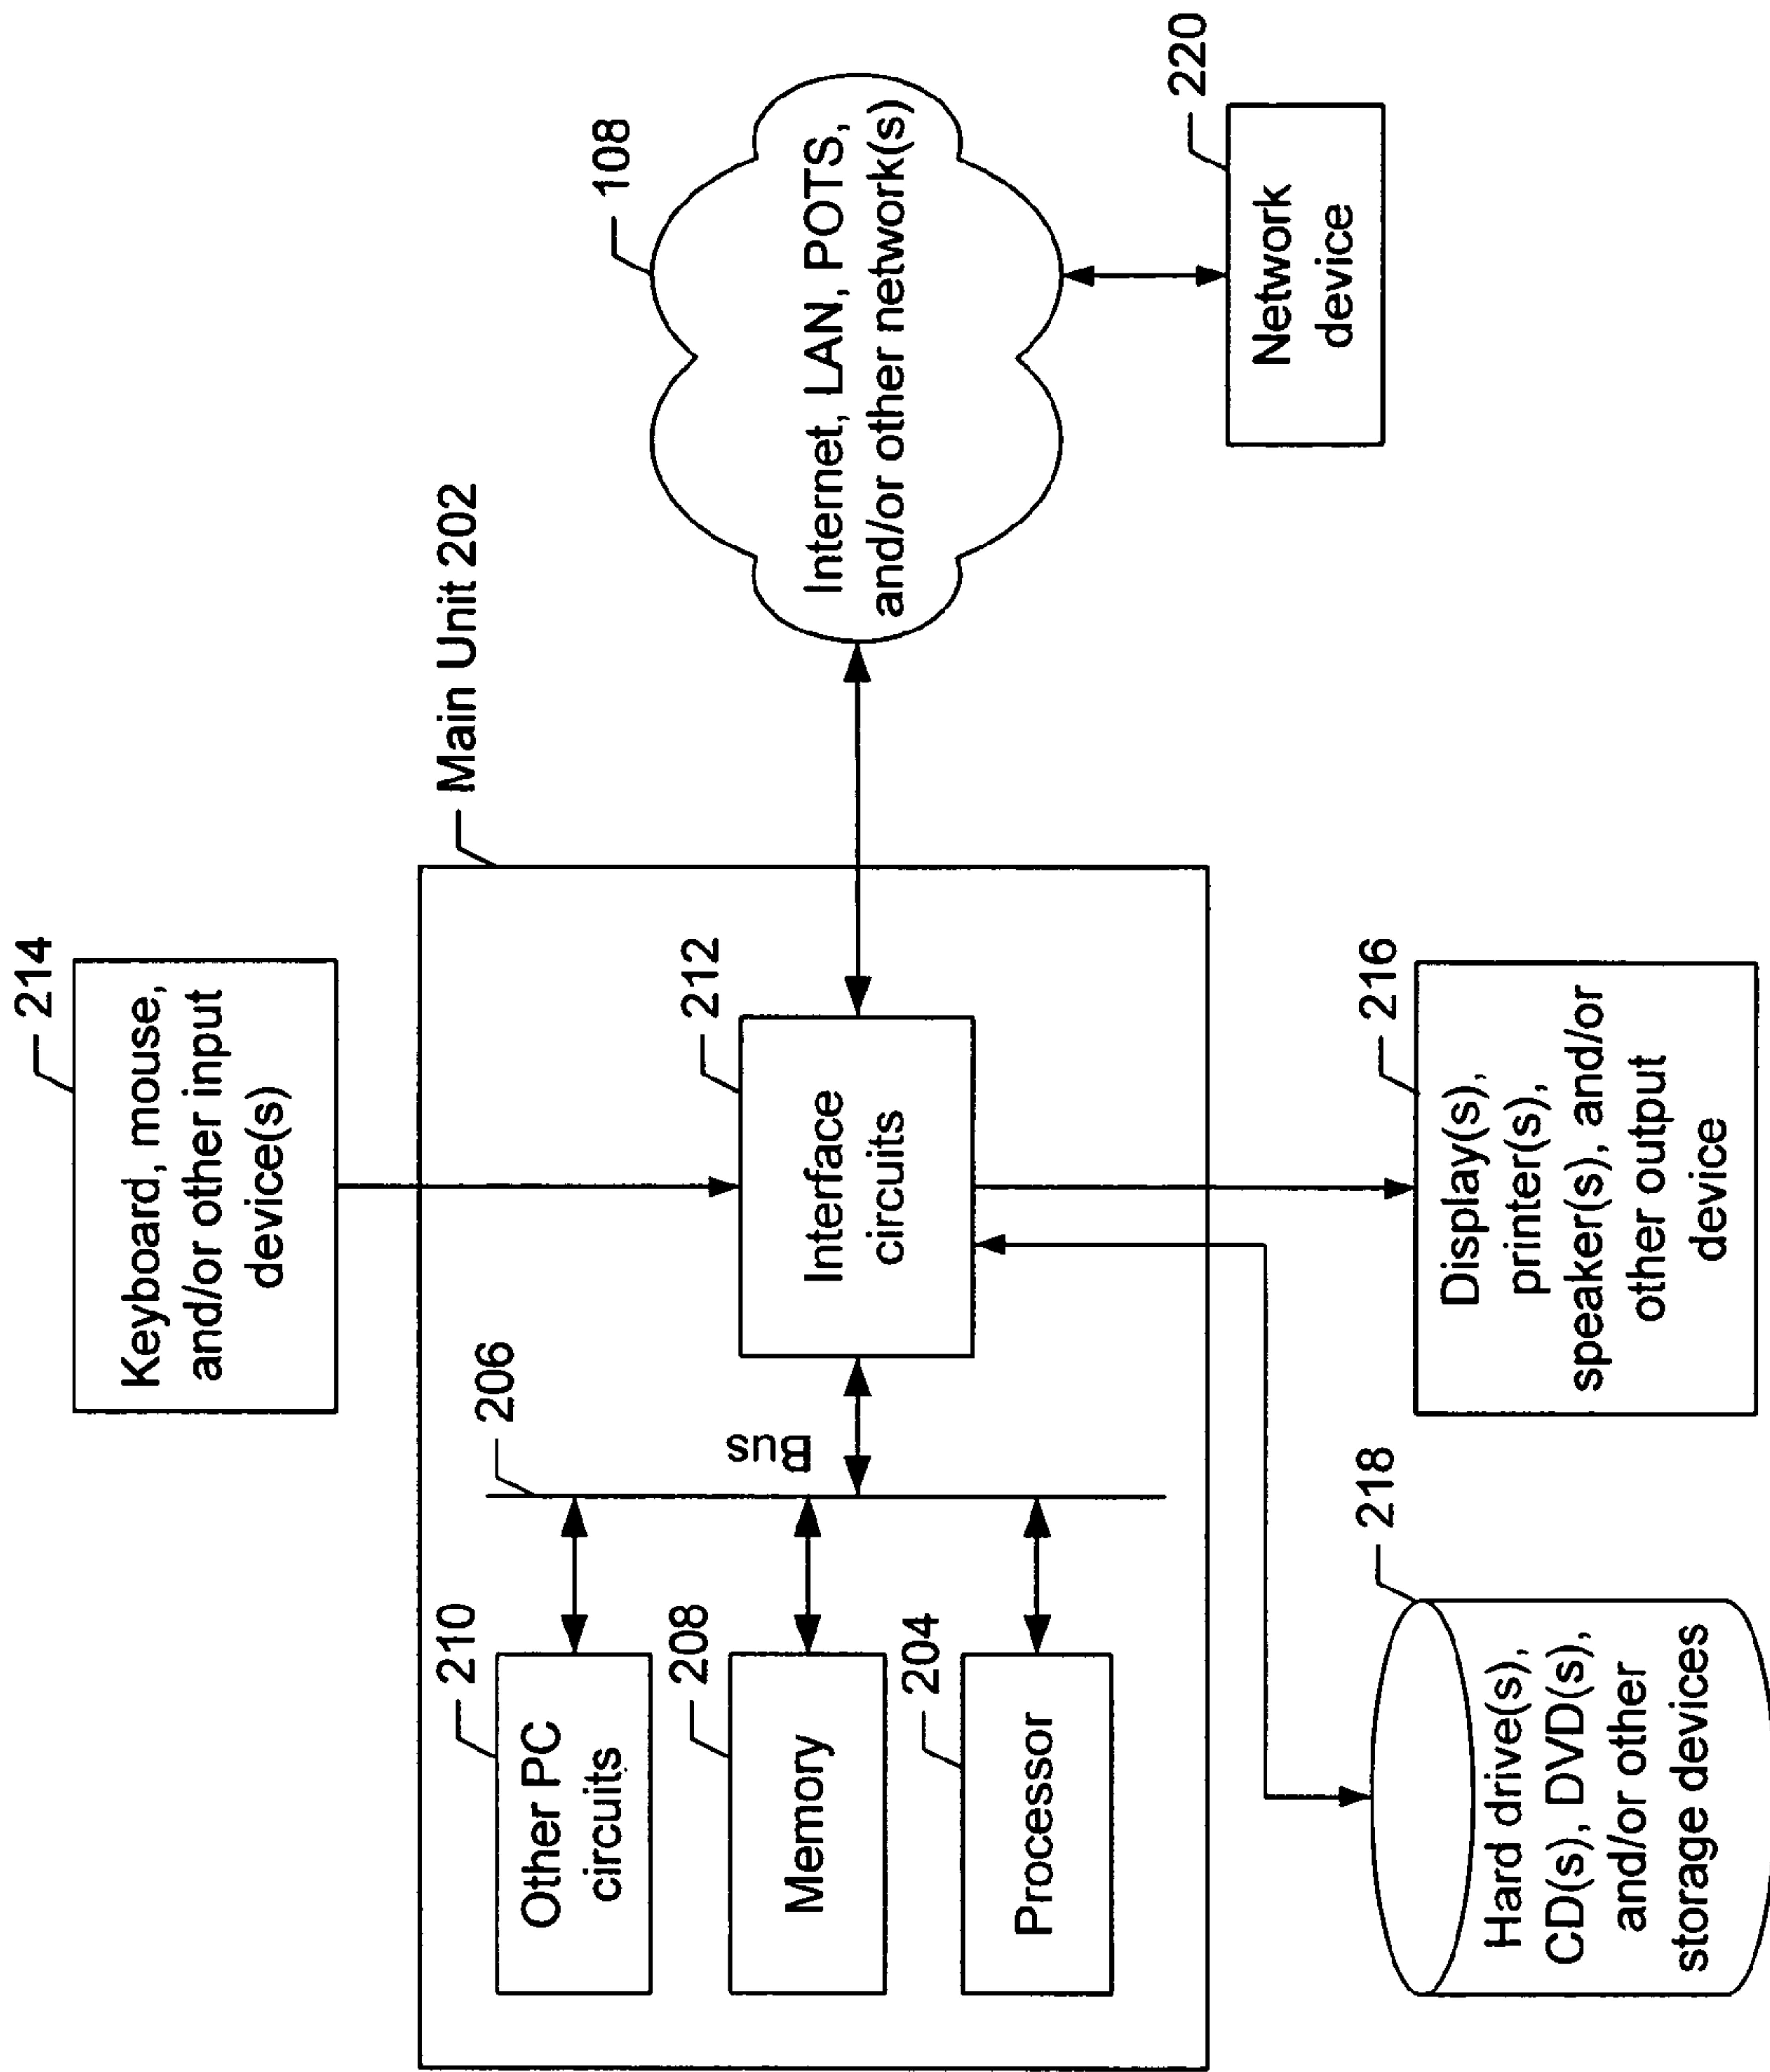 214
Keyboard, mouse,
and/or other input
device(s)
Main Unit 202
108
Internet, LAN, POTS,
and/or other network(s)
210
Other PC
circuits
206
Bus
212
Interface
circuits
208
Memory
204
Processor
220
Network
device
218
Hard drive(s),
CD(s), DVD(s),
and/or other
storage devices
216
Display(s),
printer(s),
speaker(s), and/or
other output
device